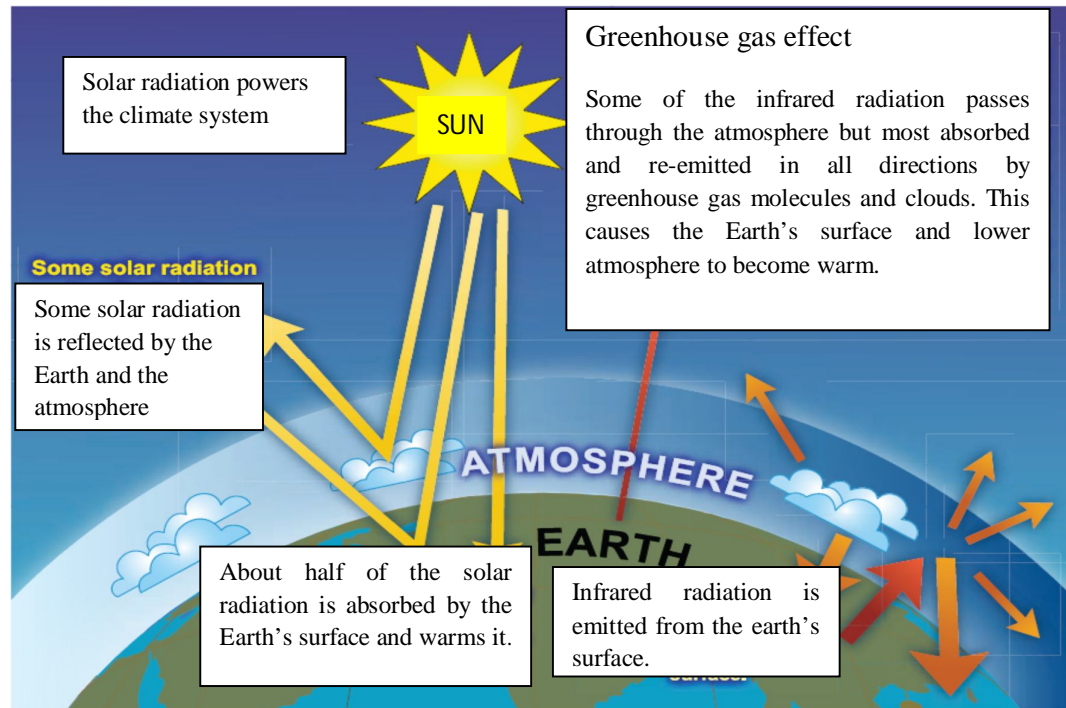 Solar radiation powers
the climate system
SUN
Greenhouse gas effect
Some of the infrared radiation passes
through the atmosphere but most absorbed
and re-emitted in all directions by
greenhouse gas molecules and clouds. This
causes the Earth's surface and lower
atmosphere to become warm.
Some solar radiation
Some solar radiation
is reflected by the
Earth and the
atmosphere
ATMOSPHERE
EARTH
About half of the solar
radiation is absorbed by the
Earth's surface and warms it.
Infrared radiation is
emitted from the earth's
surface.
surface.